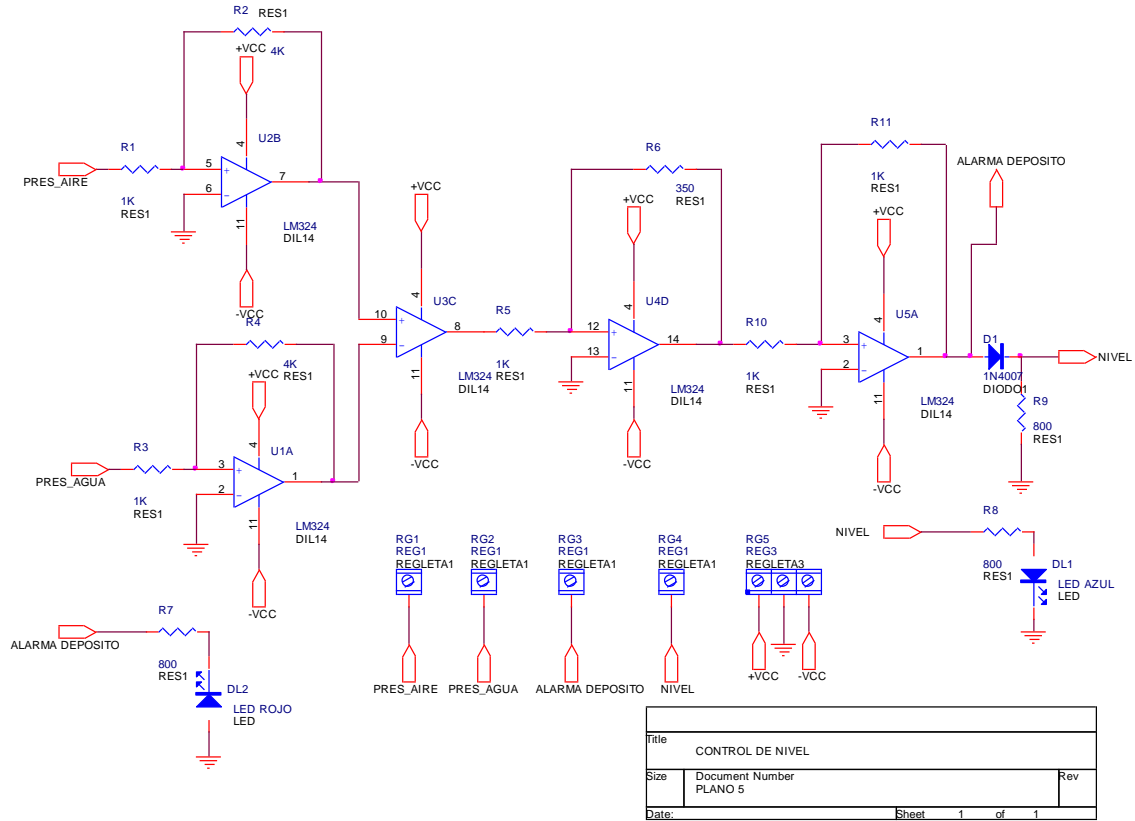 R2 RES1
4K
+VCC
4
U2B
R1
5
6
7
+
-
1K
RES1
PRES_AIRE
11
LM324
DIL14
-VCC
R4
4K
RES1
+VCC
4
U1A
R3
3
2
1
+
-
1K
RES1
PRES_AGUA
11
LM324
DIL14
-VCC
+VCC
4
U3C
10
9
8
+
-
11
LM324
DIL14
-VCC
R5
1K
RES1
R6
350
RES1
+VCC
4
U4D
12
13
14
+
-
11
LM324
DIL14
-VCC
R10
1K
RES1
R11
1K
RES1
+VCC
4
U5A
3
2
1
+
-
11
LM324
DIL14
-VCC
ALARMA DEPOSITO
D1
1N4007
DIODO1
NIVEL
R9
800
RES1
NIVEL
R8
800
RES1
DL1
LED AZUL
LED
RG1
REG1
REGLETA1
PRES_AIRE
RG2
REG1
REGLETA1
PRES_AGUA
RG3
REG1
REGLETA1
ALARMA DEPOSITO
RG4
REG1
REGLETA1
NIVEL
RG5
REG3
REGLETA3
+VCC
-VCC
R7
ALARMA DEPOSITO
800
RES1
DL2
LED ROJO
LED
Title
CONTROL DE NIVEL
Size
Document Number
Rev
PLANO 5
Date:
Sheet 1 of 1